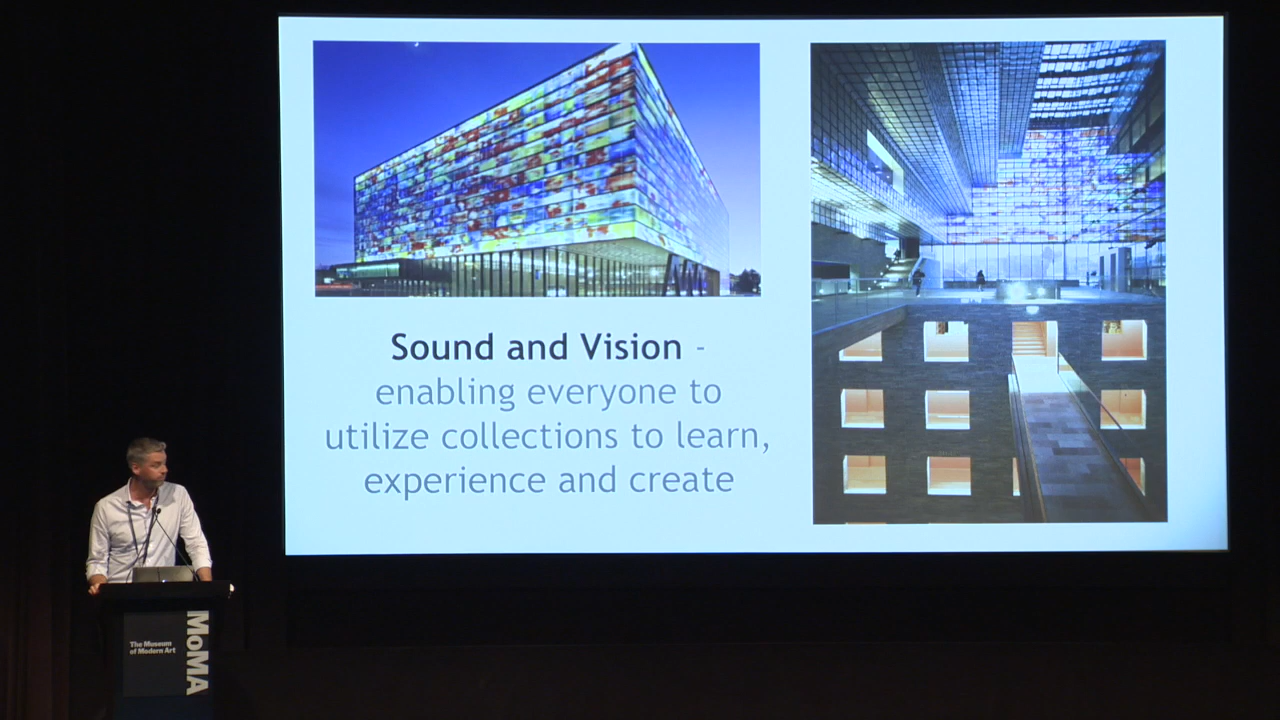 Sound and Vision -
enabling everyone to
utilize collections to learn,
experience and create
The Museum
of Modern Art
MoMA